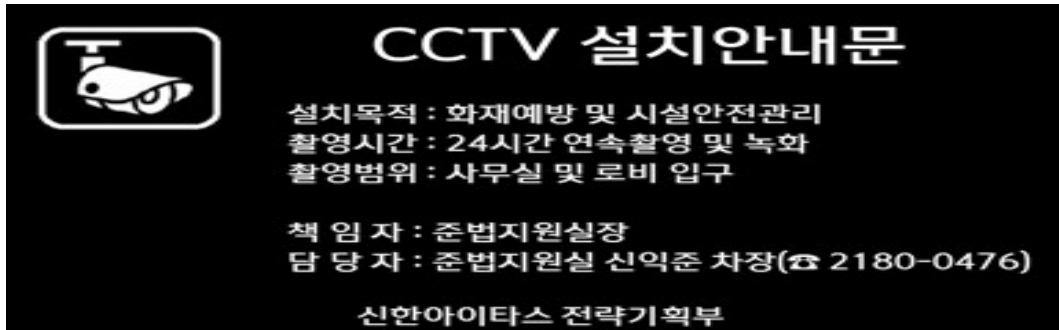 CCTV 설치안내문
설치목적 : 화재예방 및 시설안전관리
촬영시간 : 24시간 연속촬영 및 녹화
촬영범위 : 사무실 및 로비 입구
책 임 자 : 준법지원실장
담 당 자 : 준법지원실 신익준 차장(☎ 2180-0476)
신한아이타스 전략기획부